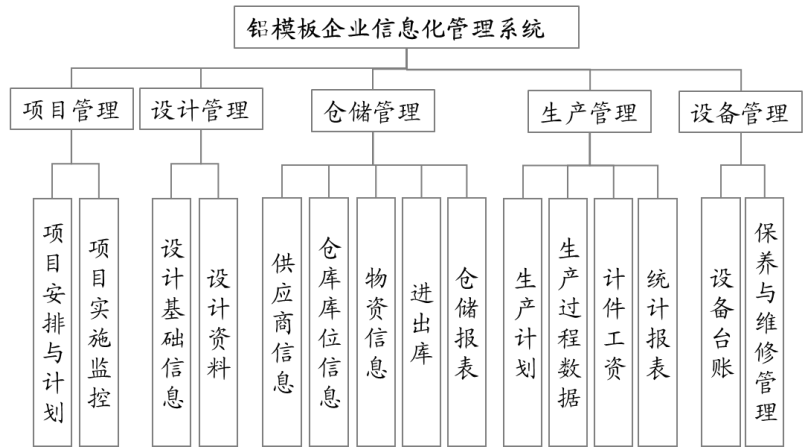 铝模板企业信息化管理系统
项目管理
设计管理
仓储管理
生产管理
设备管理
项目安排与计划
项目实施监控
设计基础信息
设计资料
供应商信息
仓库库位信息
物资信息
进出库
仓储报表
生产计划
生产过程数据
计件工资
统计报表
设备台账
保养与维修管理